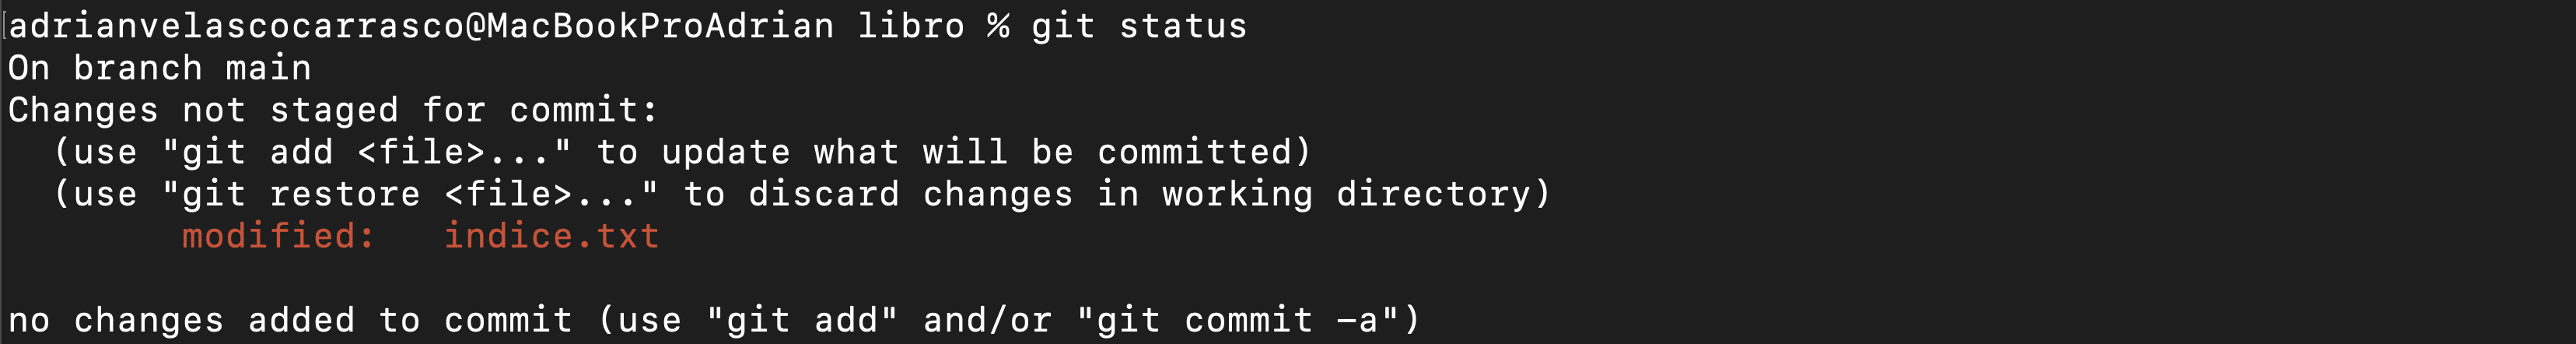 adrianvelascocarrasco@MacBookProAdrian libro % git status
On branch main
Changes not staged for commit:
  (use "git add <file>..." to update what will be committed)
  (use "git restore <file>..." to discard changes in working directory)
        modified:   indice.txt

no changes added to commit (use "git add" and/or "git commit -a")